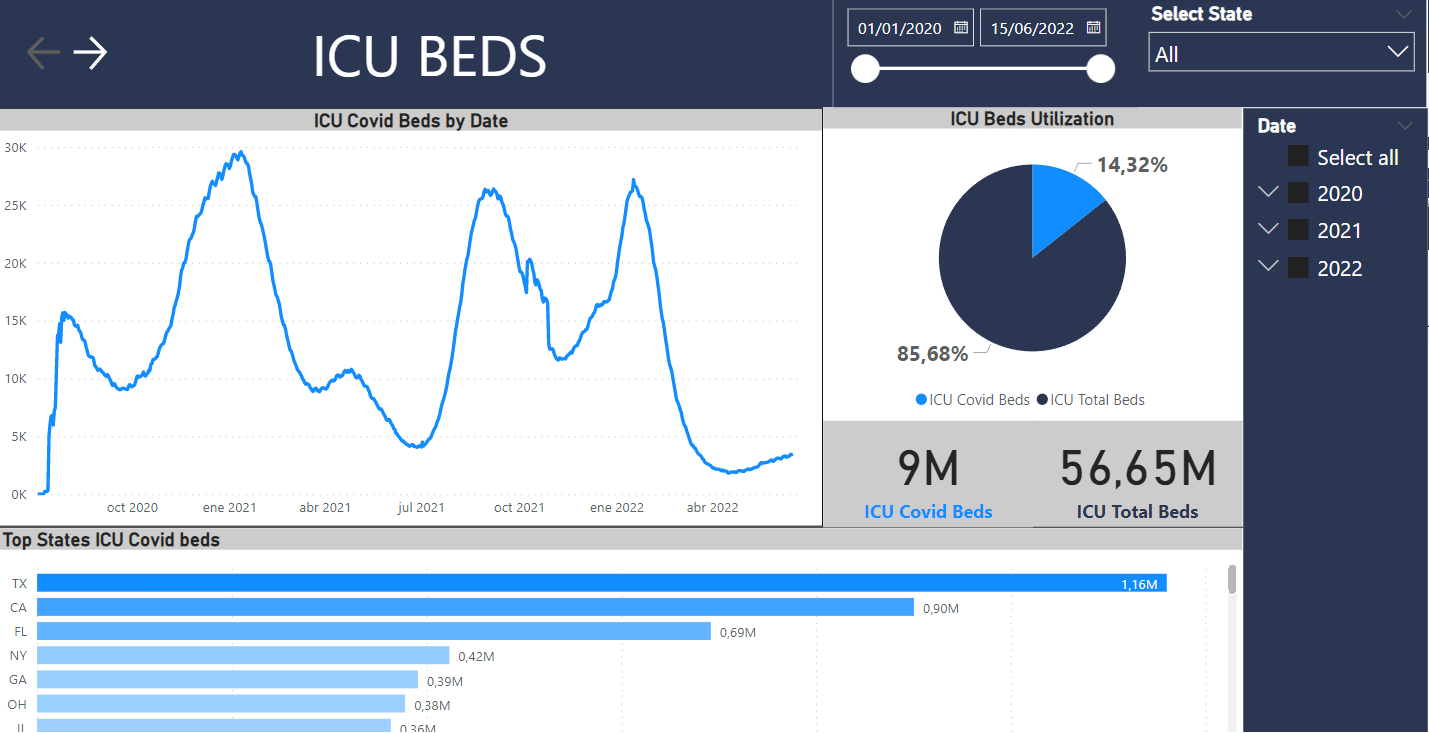 ICU BEDS
01/01/2020
15/06/2022
Select State
All
ICU Covid Beds by Date
30K
25K
20K
15K
10K
5K
0K
oct 2020
ene 2021
abr 2021
jul 2021
oct 2021
ene 2022
abr 2022
ICU Beds Utilization
14,32%
85,68%
ICU Covid Beds
ICU Total Beds
9M
ICU Covid Beds
56,65M
ICU Total Beds
Date
Select all
2020
2021
2022
Top States ICU Covid beds
TX 1,16M
CA 0,90M
FL 0,69M
NY 0,42M
GA 0,39M
OH 0,38M
IL 0,36M